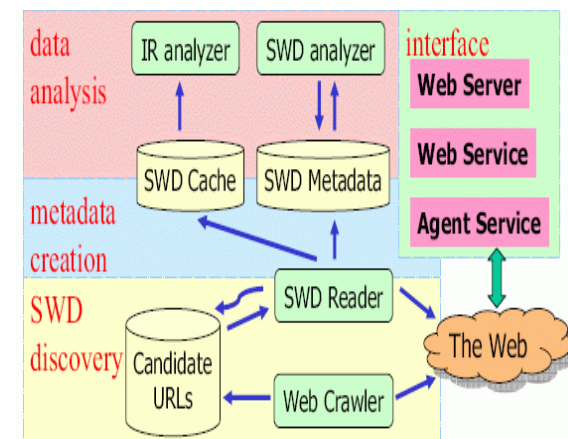 data
analysis
IR analyzer
SWD analyzer
interface
Web Server
Web Service
Agent Service
SWD Cache
SWD Metadata
metadata
creation
SWD
discovery
SWD Reader
Candidate
URLs
Web Crawler
The Web